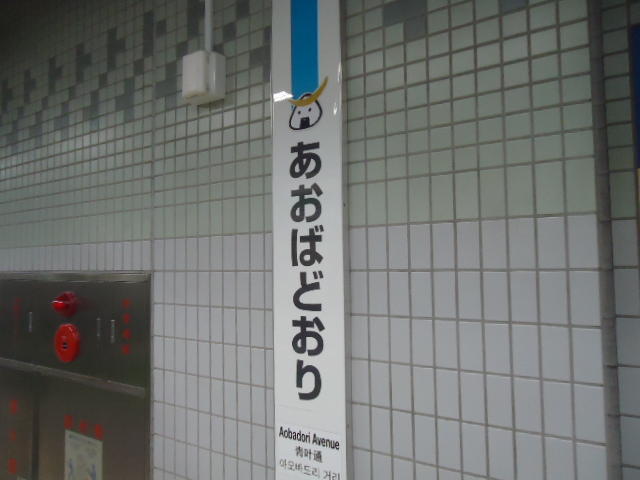 あおばどおり
Aobadori Avenue
青叶通
아오바도리 거리